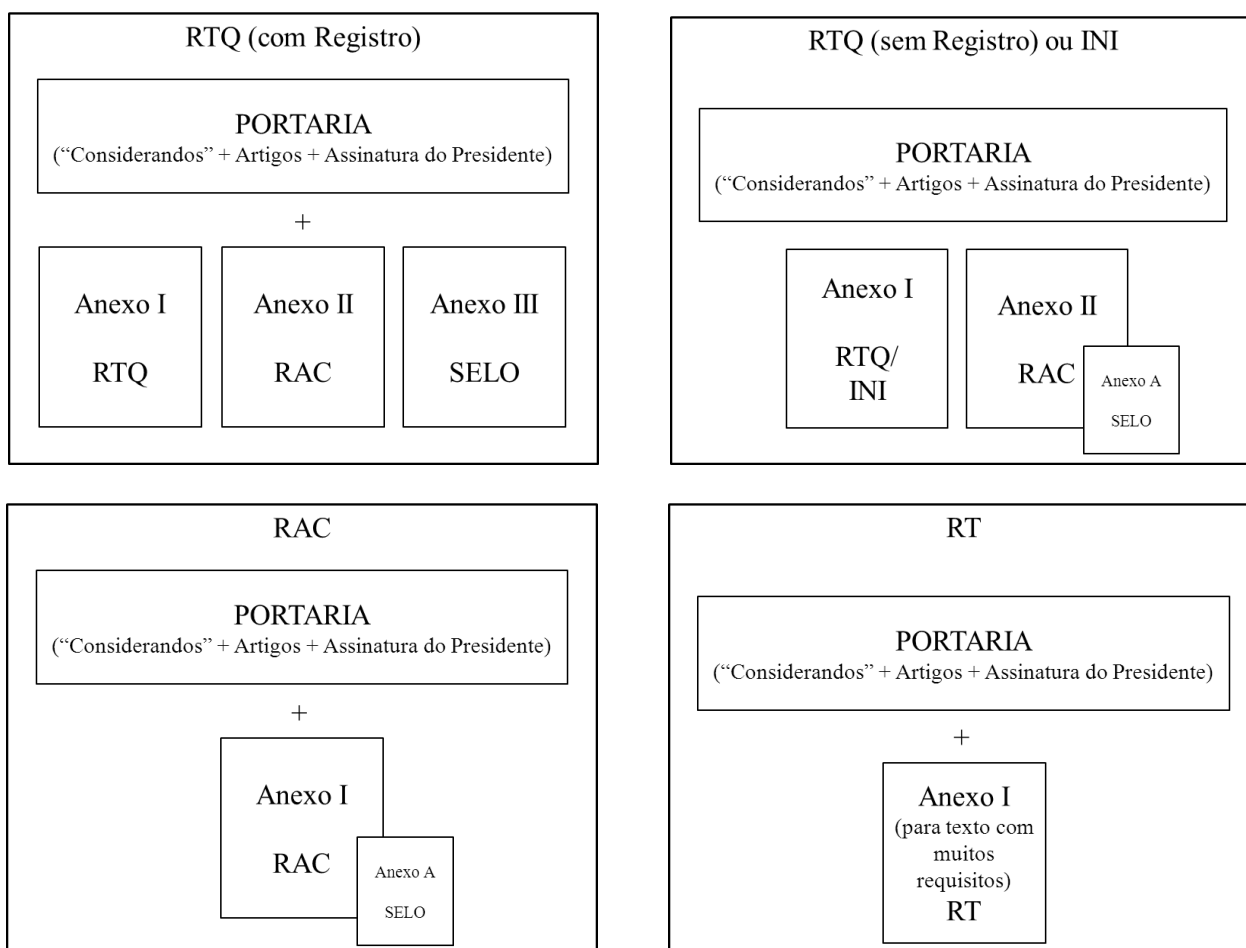 RTQ (com Registro)
PORTARIA
(“Considerandos” + Artigos + Assinatura do Presidente)
+
Anexo I
RTQ
Anexo II
RAC
Anexo III
SELO
RTQ (sem Registro) ou INI
PORTARIA
(“Considerandos” + Artigos + Assinatura do Presidente)
Anexo I
RTQ/
INI
Anexo II
RAC
Anexo A
SELO
RAC
PORTARIA
(“Considerandos” + Artigos + Assinatura do Presidente)
+
Anexo I
RAC
Anexo A
SELO
RT
PORTARIA
(“Considerandos” + Artigos + Assinatura do Presidente)
+
Anexo I
(para texto com
muitos
requisitos)
RT